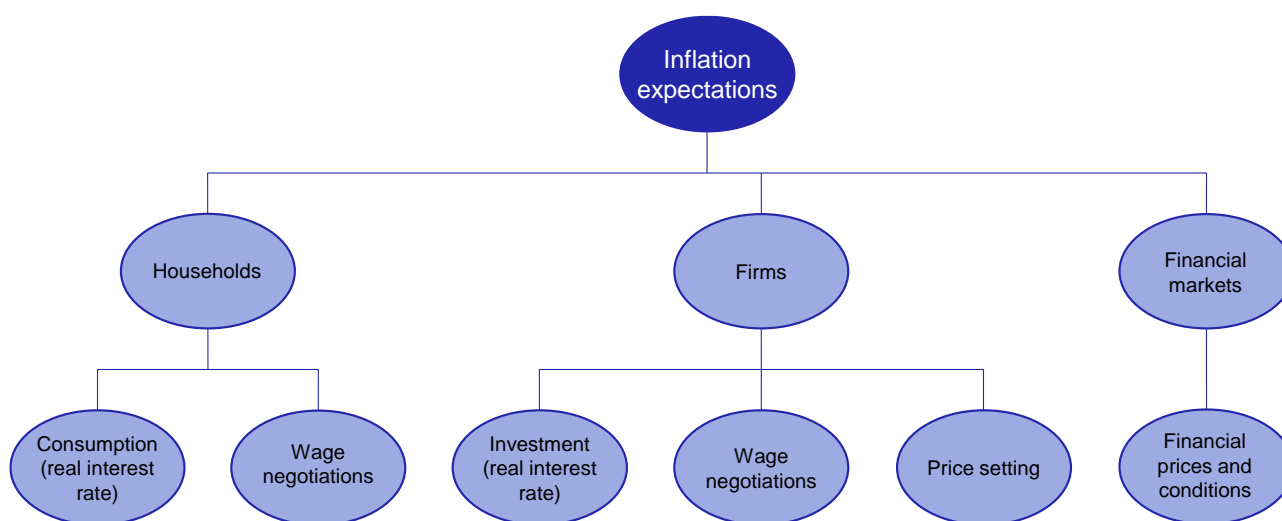 Inflation
expectations
Households
Firms
Financial
markets
Consumption
(real interest
rate)
Wage
negotiations
Investment
(real interest
rate)
Wage
negotiations
Price setting
Financial
prices and
conditions